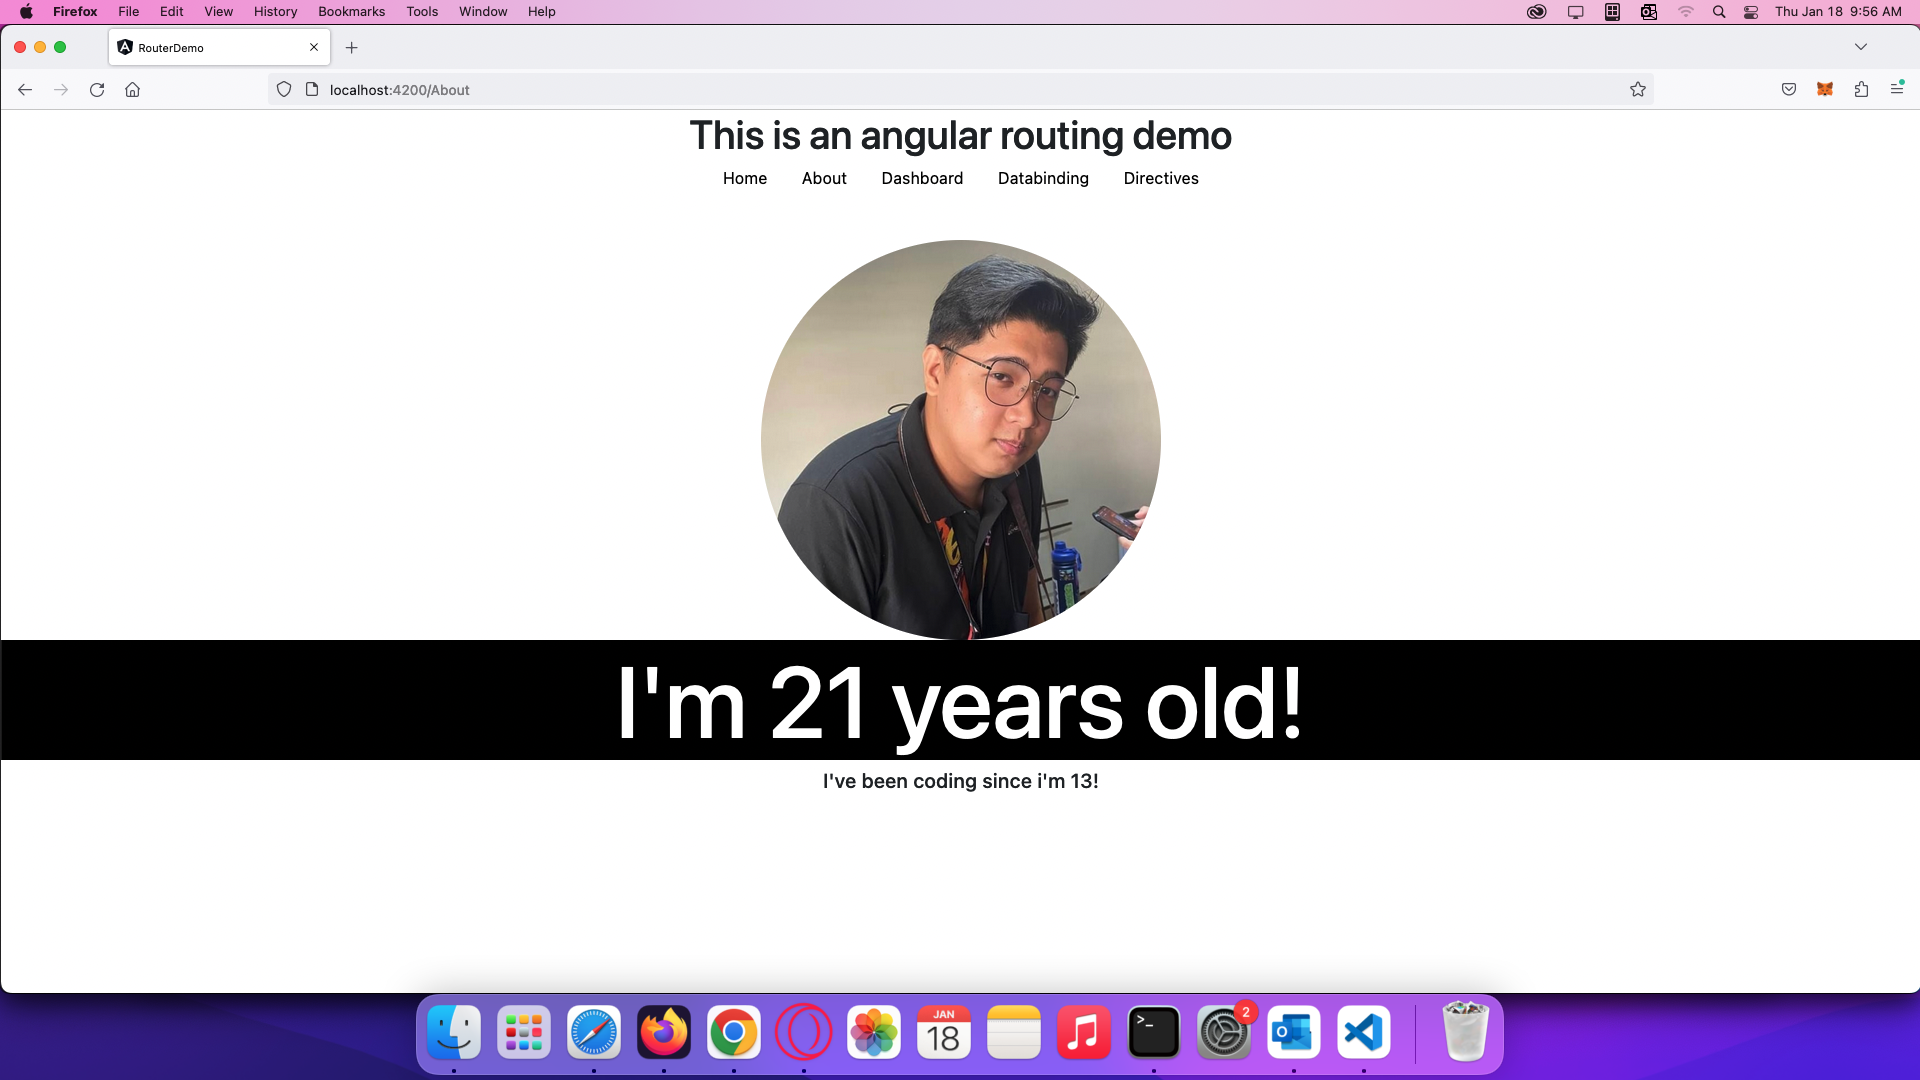 Firefox File Edit View History Bookmarks Tools Window Help Thu Jan 18 9:56 AM
RouterDemo
localhost:4200/About
This is an angular routing demo
Home About Dashboard Databinding Directives
I'm 21 years old!
I've been coding since i'm 13!
JAN
18
>_
2